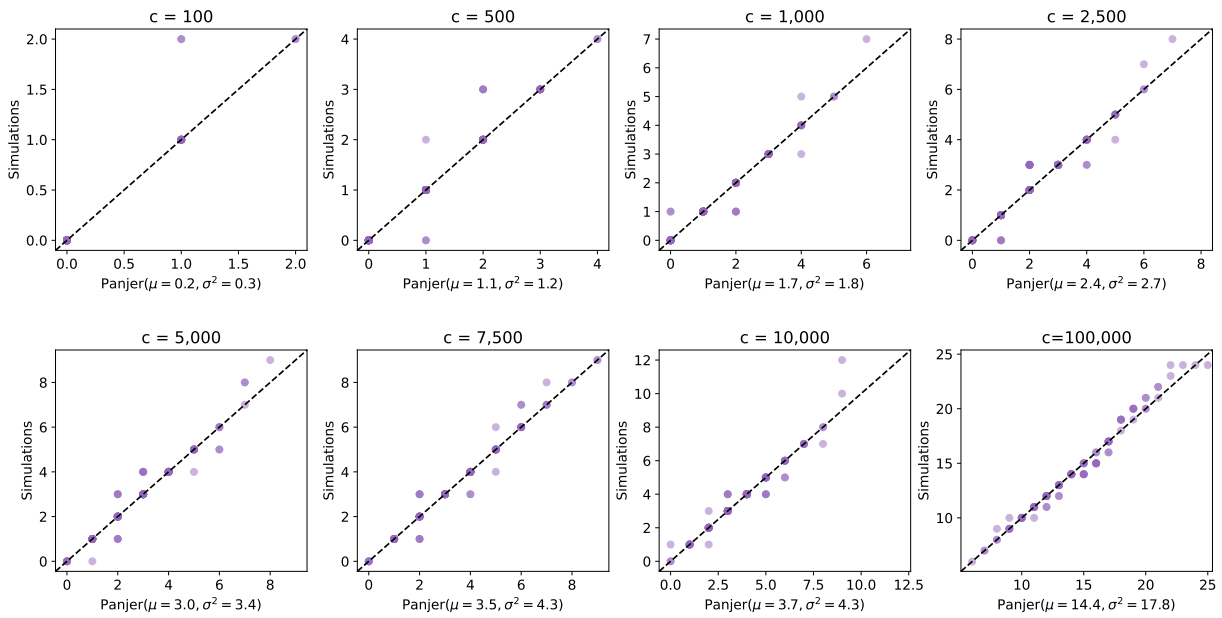 c = 100
2.0
1.5
1.0
0.5
0.0
Simulations
0.0 0.5 1.0 1.5 2.0
Panjer(μ = 0.2, σ² = 0.3)
c = 500
4
3
2
1
0
Simulations
0 1 2 3 4
Panjer(μ = 1.1, σ² = 1.2)
c = 1,000
7
6
5
4
3
2
1
0
Simulations
0 2 4 6
Panjer(μ = 1.7, σ² = 1.8)
c = 2,500
8
6
4
2
0
Simulations
0 2 4 6 8
Panjer(μ = 2.4, σ² = 2.7)
c = 5,000
8
6
4
2
0
Simulations
0 2 4 6 8
Panjer(μ = 3.0, σ² = 3.4)
c = 7,500
8
6
4
2
0
Simulations
0 2 4 6 8
Panjer(μ = 3.5, σ² = 4.3)
c = 10,000
12
10
8
6
4
2
0
Simulations
0.0 2.5 5.0 7.5 10.0 12.5
Panjer(μ = 3.7, σ² = 4.3)
c=100,000
25
20
15
10
Simulations
10 15 20 25
Panjer(μ = 14.4, σ² = 17.8)